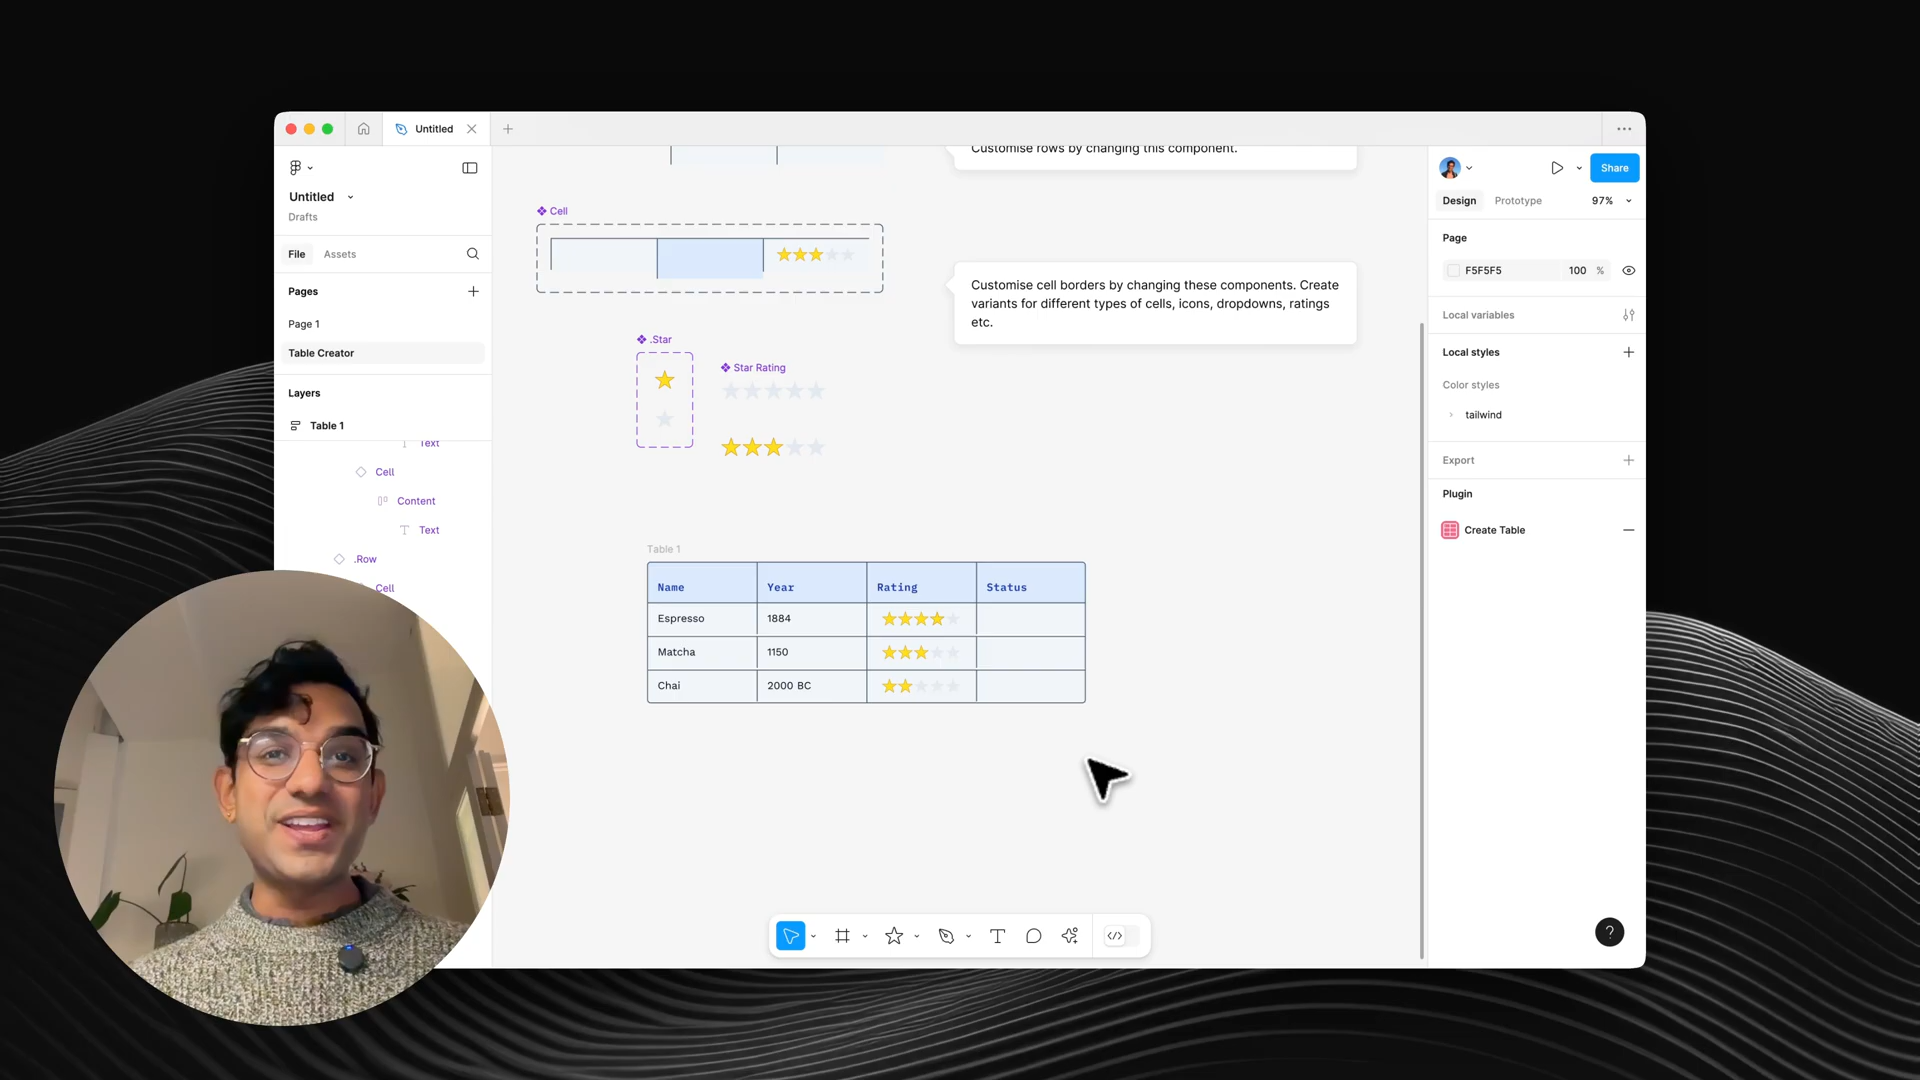 Untitled
Untitled
Drafts
File
Assets
Pages
Page 1
Table Creator
Layers
Table 1
Text
Cell
Content
Text
.Row
Cell
Customise rows by changing this component.
Cell
Customise cell borders by changing these components. Create
variants for different types of cells, icons, dropdowns, ratings
etc.
.Star
Star Rating
Table 1
Name Year Rating Status
Espresso 1884
Matcha 1150
Chai 2000 BC
Share
Design Prototype 97%
Page
F5F5F5 100 %
Local variables
Local styles
Color styles
tailwind
Export
Plugin
Create Table
?